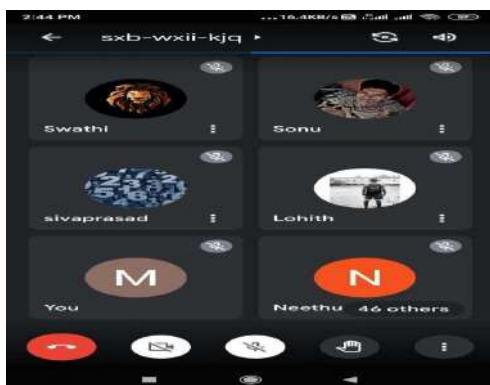 2:44 PM ...16.4KB/s
sxb-wxii-kjq
Swathi Sonu
sivaprasad Lohith
M N
You Neethu 46 others